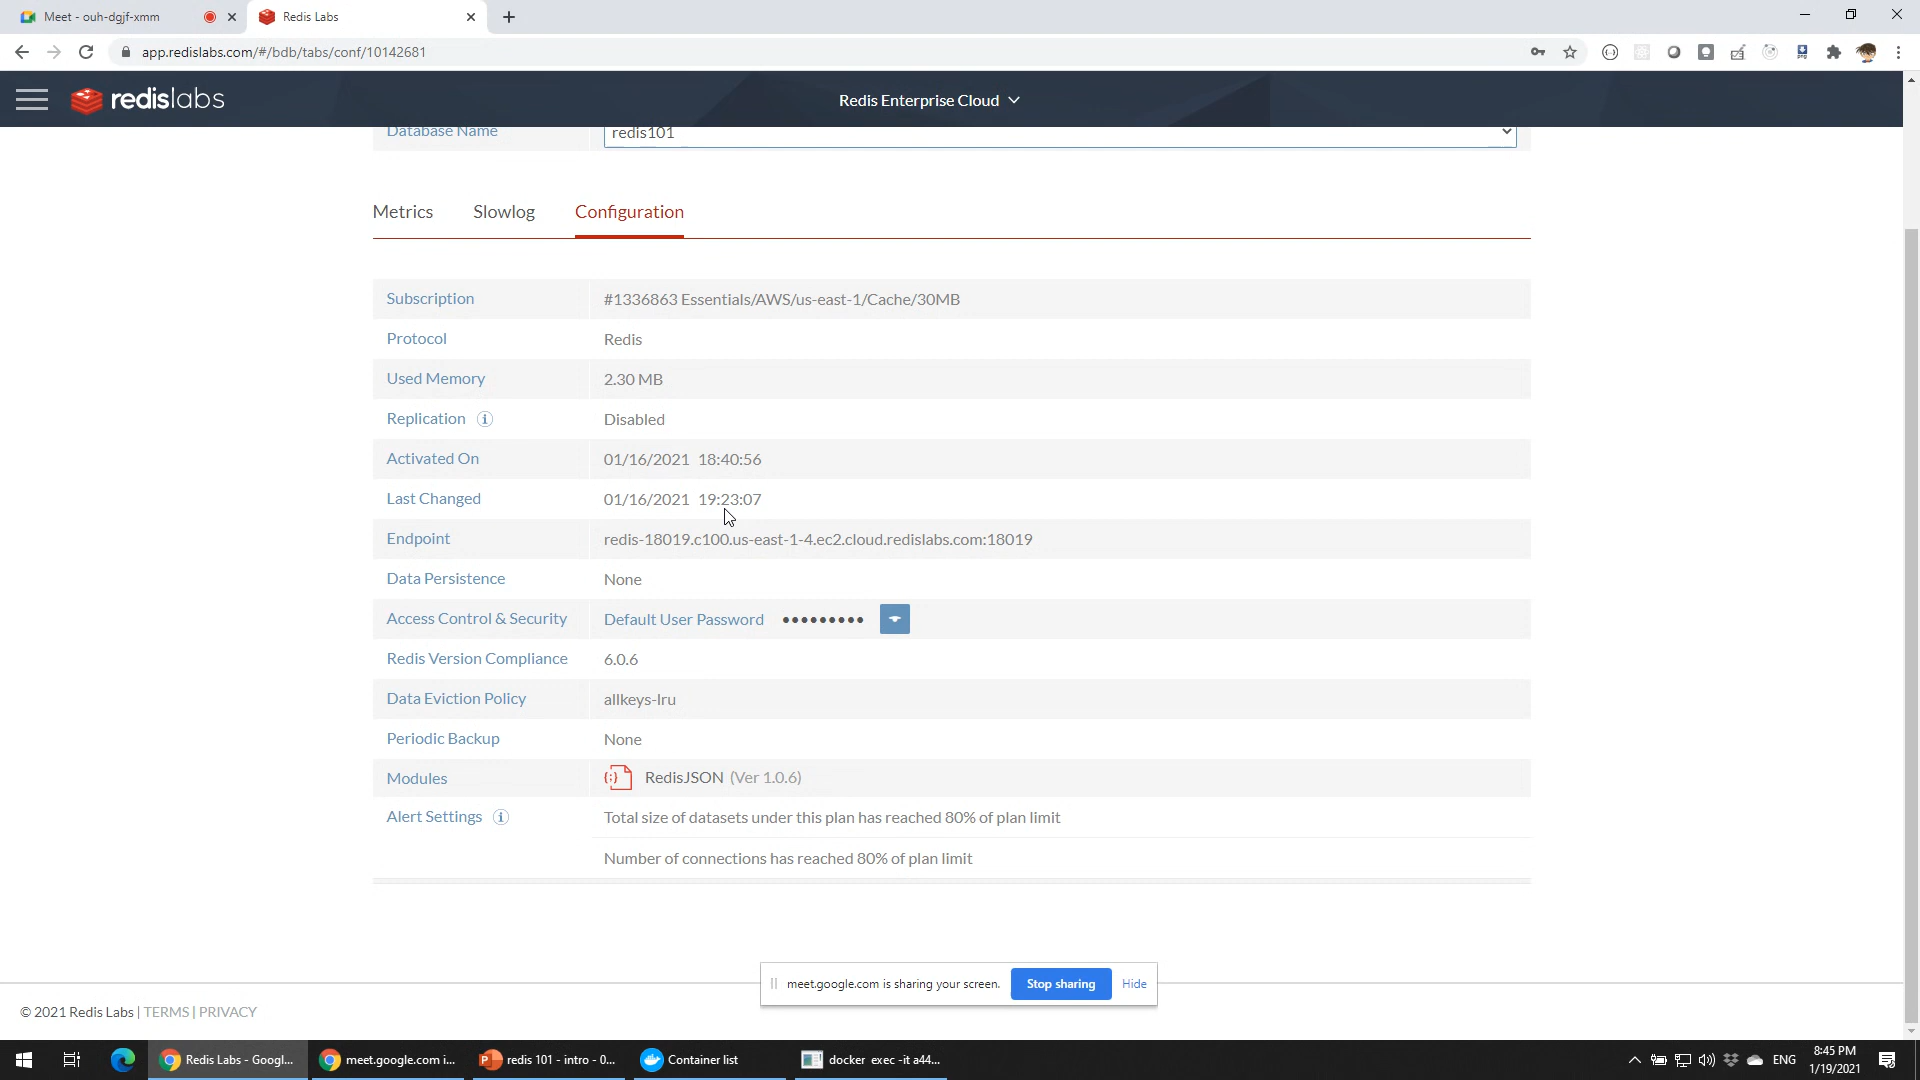 Meet - ouh-dgjf-xmm
Redis Labs
app.redislabs.com/#/bdb/tabs/conf/10142681
redislabs
Redis Enterprise Cloud
Database Name
redis101
Metrics
Slowlog
Configuration
Subscription
#1336863 Essentials/AWS/us-east-1/Cache/30MB
Protocol
Redis
Used Memory
2.30 MB
Replication
Disabled
Activated On
01/16/2021 18:40:56
Last Changed
01/16/2021 19:23:07
Endpoint
redis-18019.c100.us-east-1-4.ec2.cloud.redislabs.com:18019
Data Persistence
None
Access Control & Security
Default User Password •••••••••
Redis Version Compliance
6.0.6
Data Eviction Policy
allkeys-lru
Periodic Backup
None
Modules
RedisJSON (Ver 1.0.6)
Alert Settings
Total size of datasets under this plan has reached 80% of plan limit
Number of connections has reached 80% of plan limit
meet.google.com is sharing your screen.
Stop sharing
Hide
© 2021 Redis Labs | TERMS | PRIVACY
Redis Labs - Googl...
meet.google.com i...
redis 101 - intro - 0...
Container list
docker exec -it a44...
ENG
8:45 PM
1/19/2021